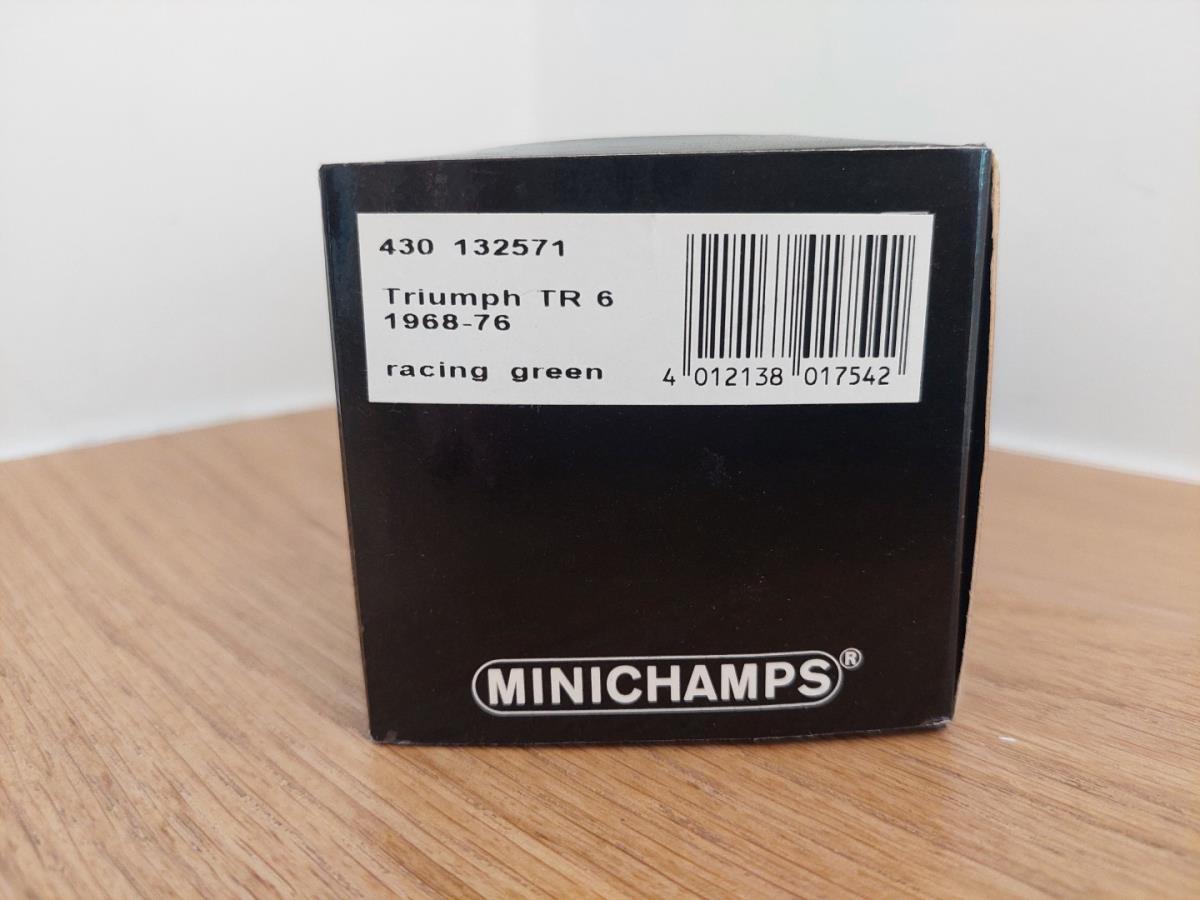 430 132571
Triumph TR 6
1968-76
racing green
4 012138 017542
MINICHAMPS®